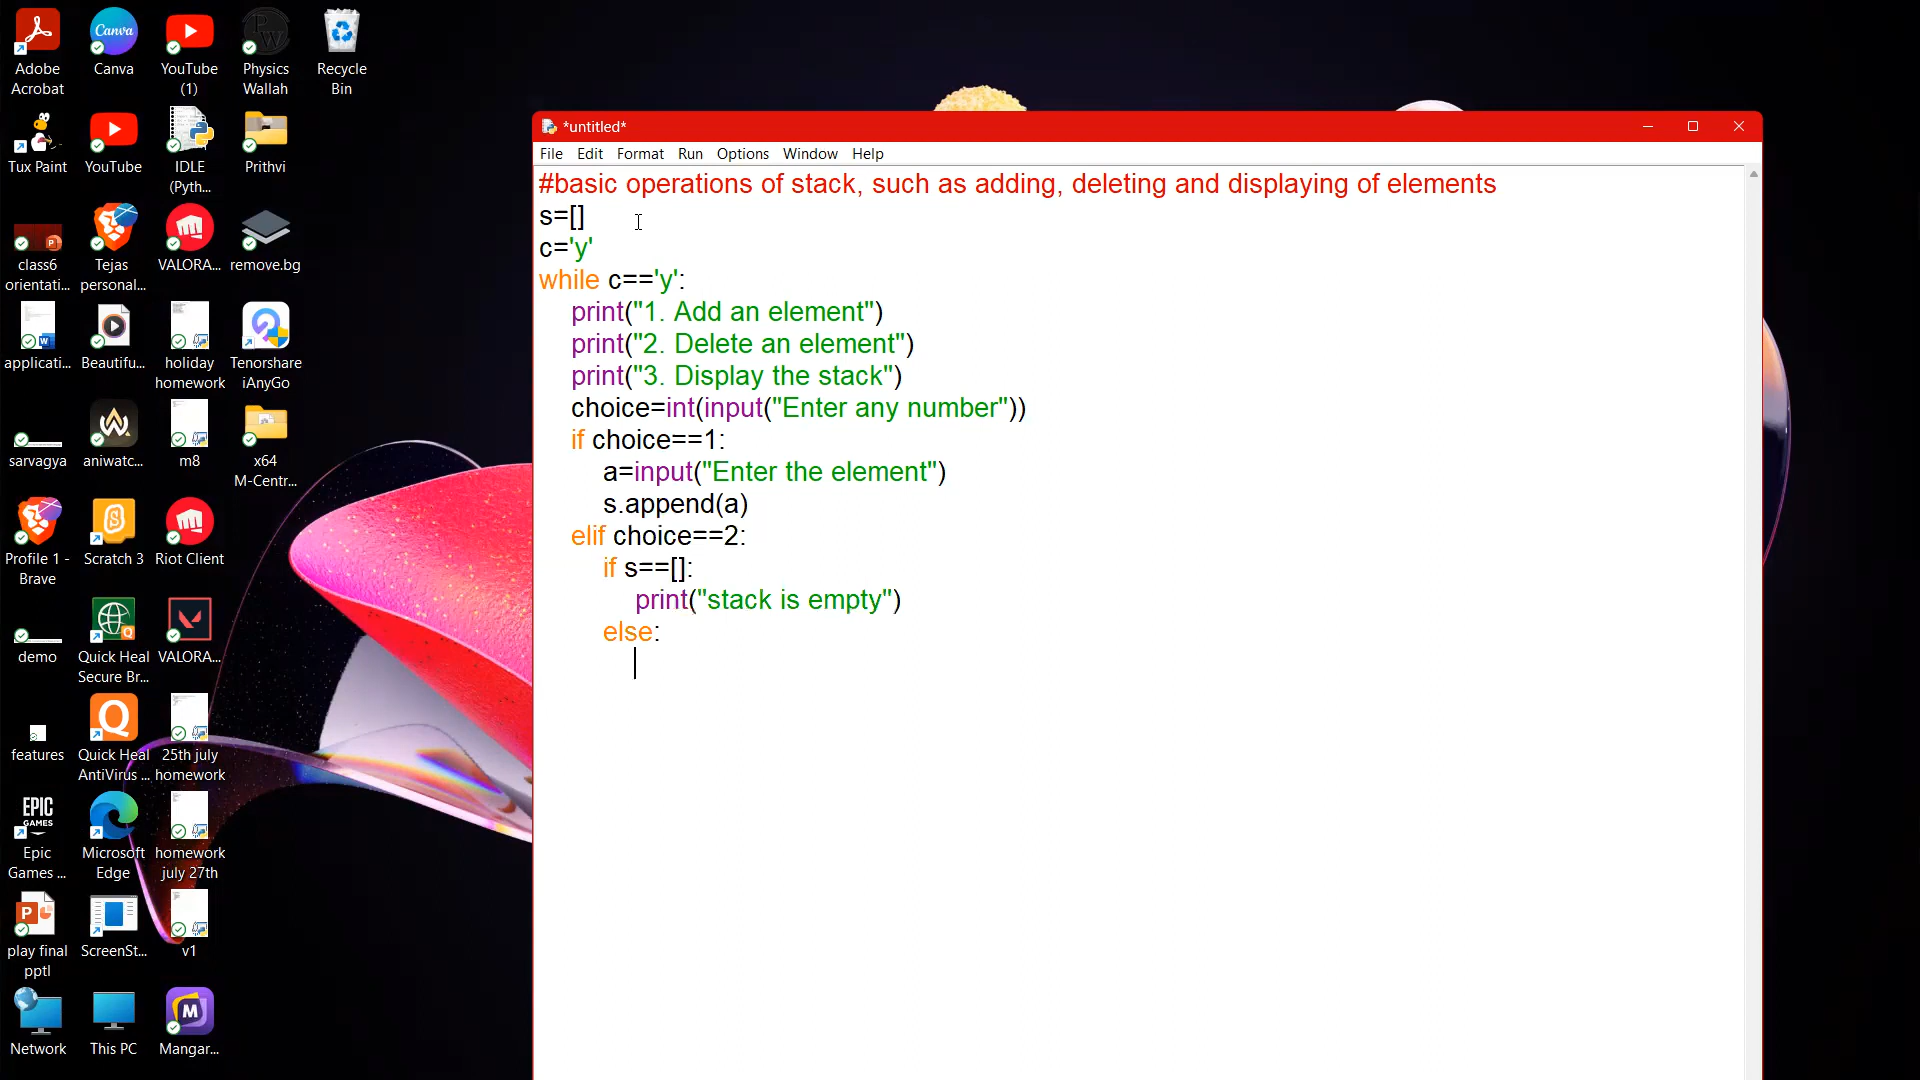 Adobe Acrobat
Canva
YouTube (1)
Physics Wallah
Recycle Bin
Tux Paint
YouTube
IDLE (Pyth...
Prithvi
class6 orientati...
Tejas personal...
VALORA...
remove.bg
applicati...
Beautifu...
holiday homework
Tenorshare iAnyGo
sarvagya
aniwatc...
m8
x64 M-Centr...
Profile 1 - Brave
Scratch 3
Riot Client
demo
Quick Heal Secure Br...
VALORA...
features
Quick Heal AntiVirus ...
25th july homework
EPIC GAMES
Epic Games ...
Microsoft Edge
homework july 27th
play final pptl
ScreenSt...
v1
Network
This PC
Mangar...
*untitled*
File Edit Format Run Options Window Help
#basic operations of stack, such as adding, deleting and displaying of elements
s=[]
c='y'
while c=='y':
    print("1. Add an element")
    print("2. Delete an element")
    print("3. Display the stack")
    choice=int(input("Enter any number"))
    if choice==1:
        a=input("Enter the element")
        s.append(a)
    elif choice==2:
        if s==[]:
            print("stack is empty")
        else: